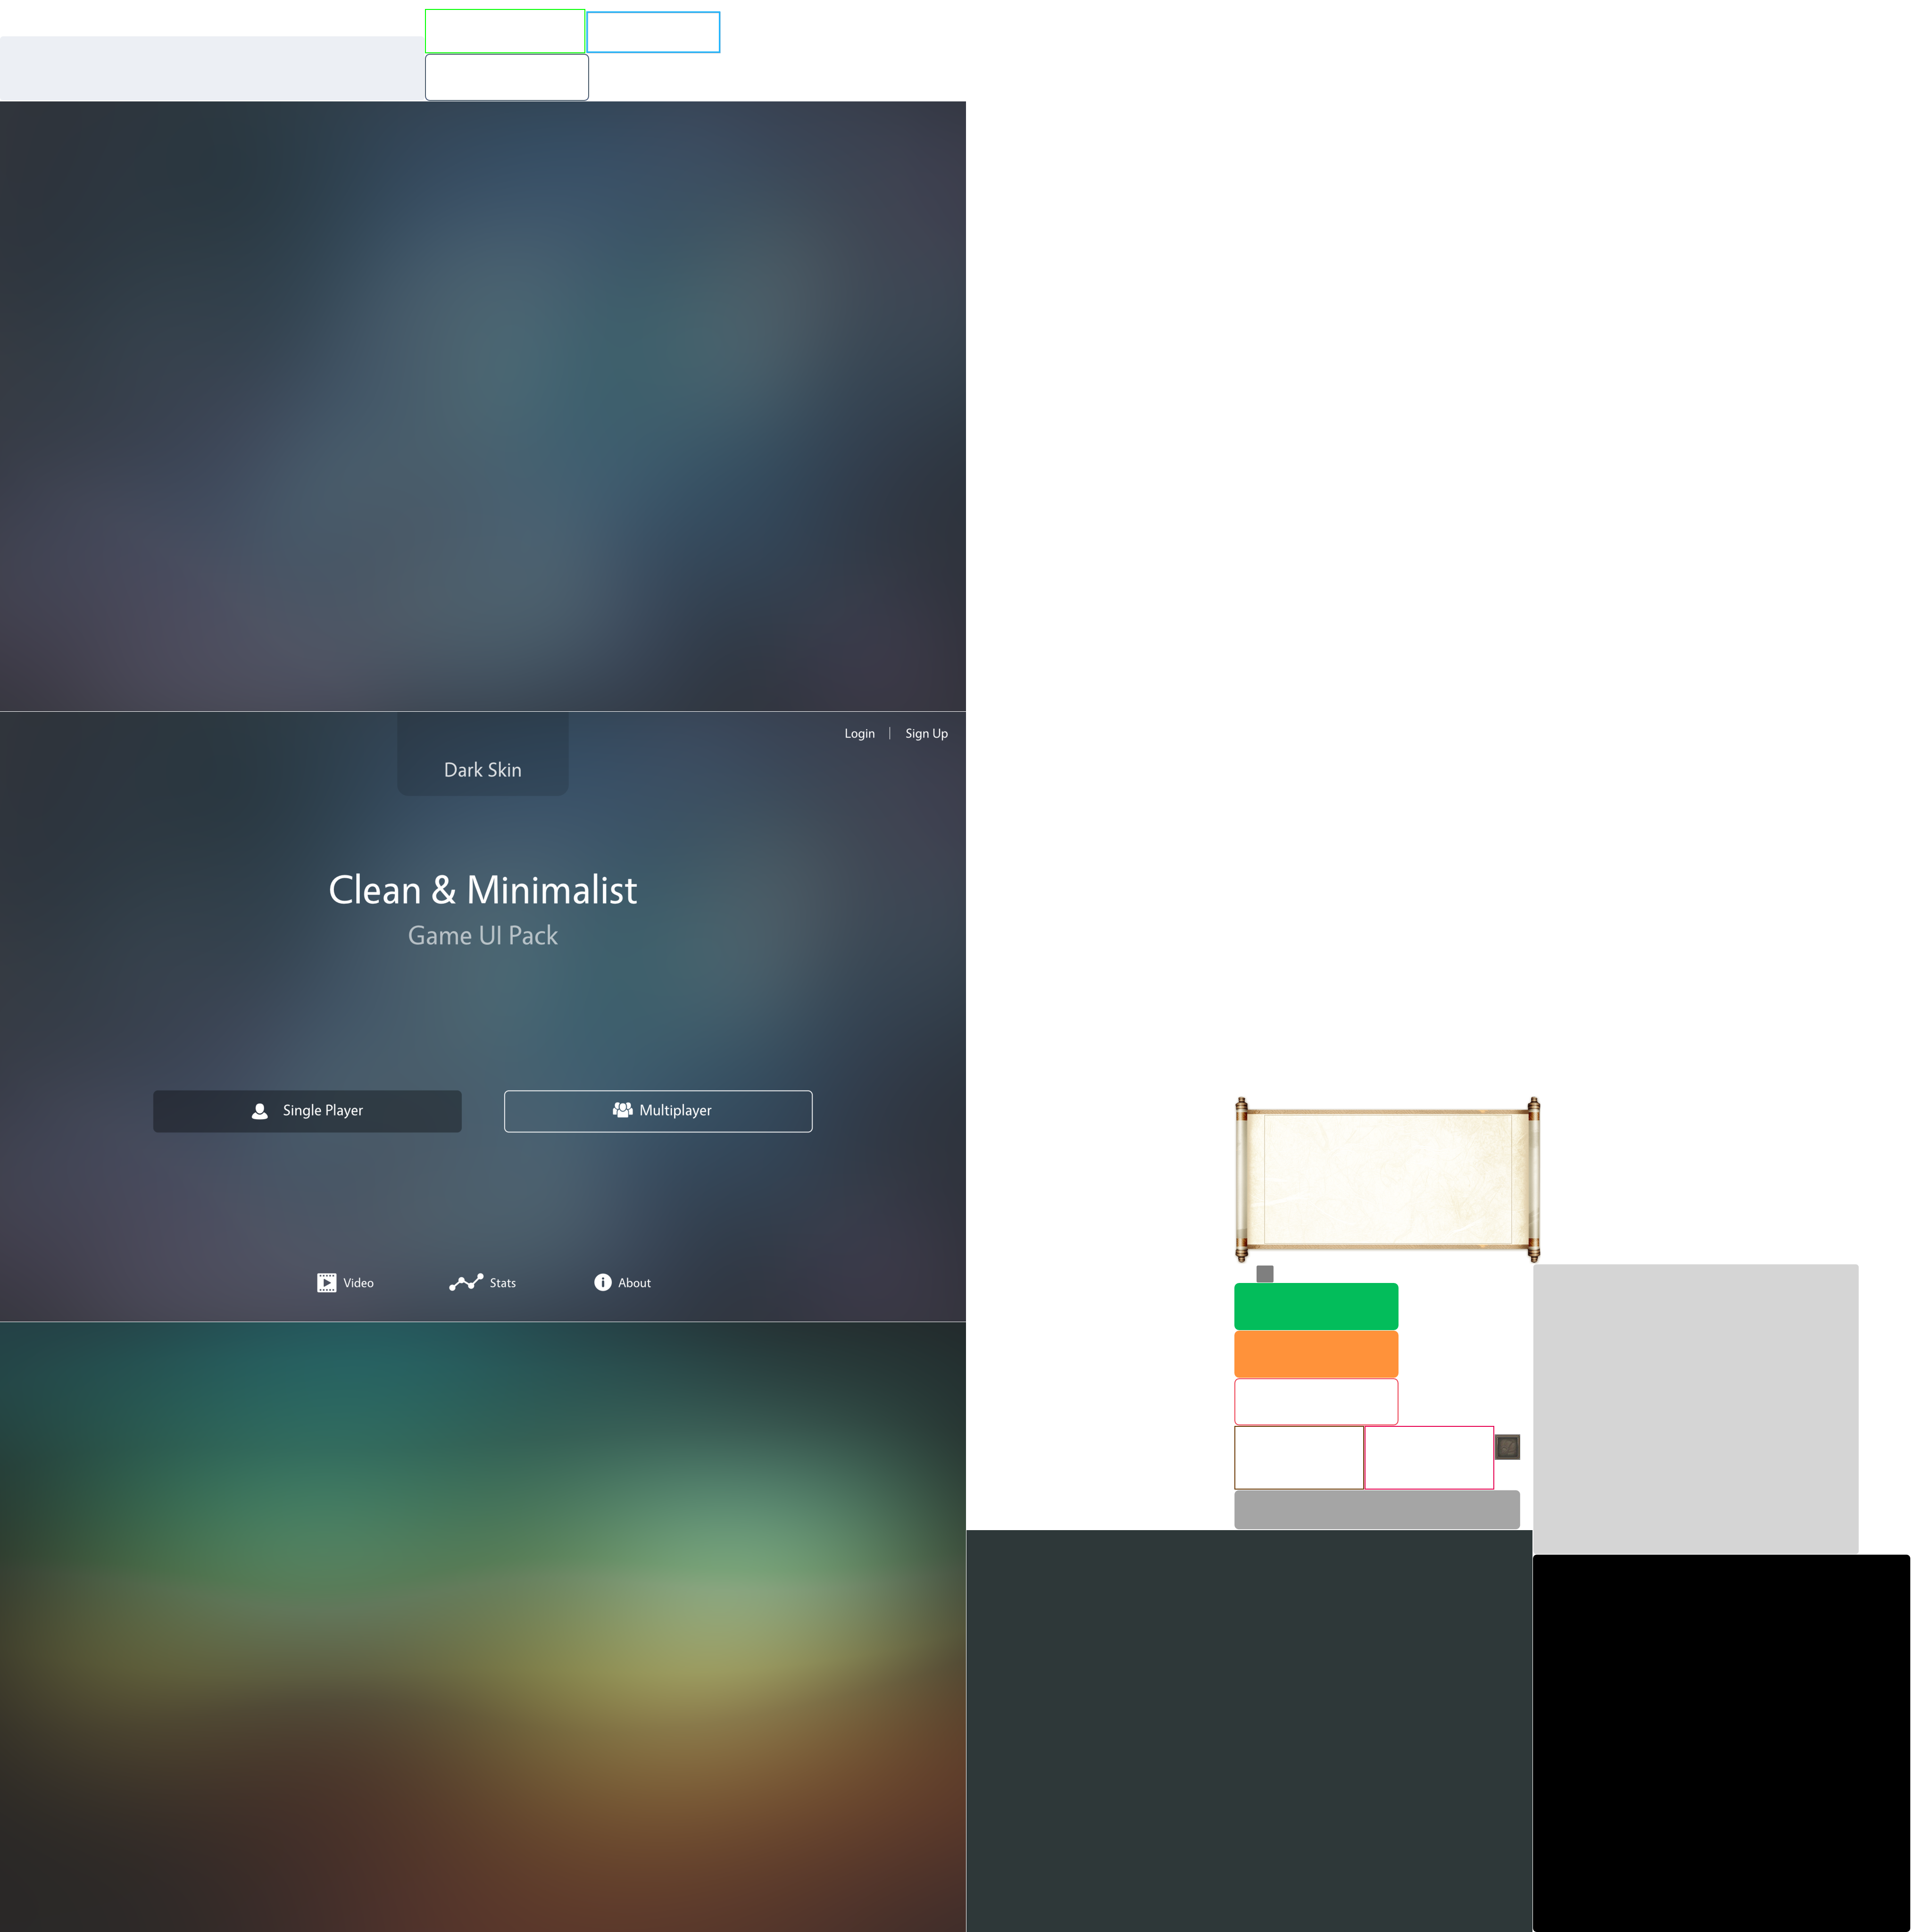 Login | Sign Up
Dark Skin
Clean & Minimalist
Game UI Pack
Single Player
Multiplayer
Video
Stats
About